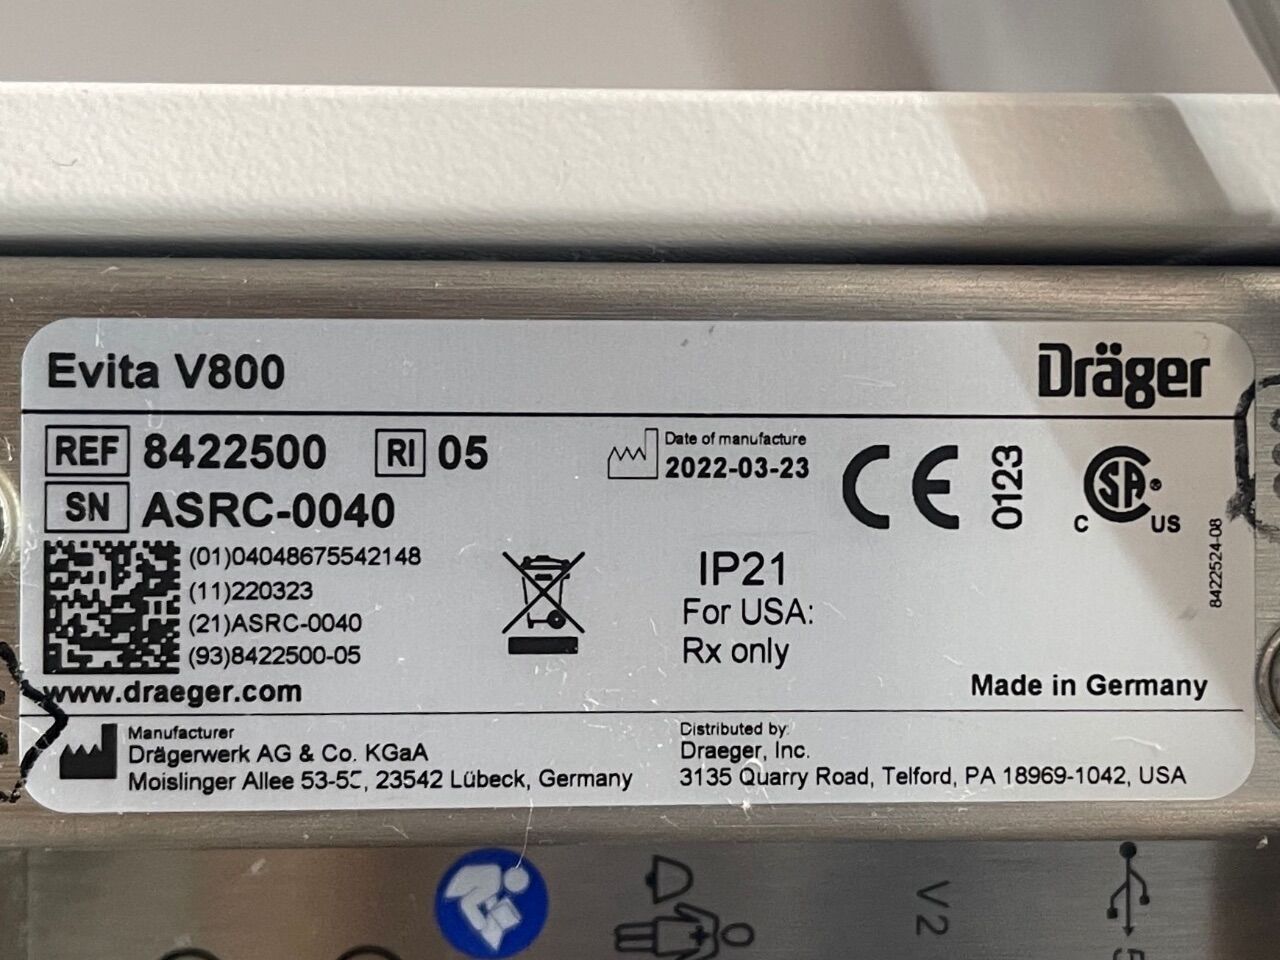 Evita V800
Dräger
REF 8422500 RI 05
Date of manufacture
2022-03-23
CE 0123
SA
C US
SN ASRC-0040
(01)04048675542148
(11)220323
(21)ASRC-0040
(93)8422500-05
IP21
For USA:
Rx only
8422524-08
www.draeger.com
Made in Germany
Manufacturer
Drägerwerk AG & Co. KGaA
Moislinger Allee 23542 Lübeck, Germany
Distributed by:
Draeger, Inc.
3135 Quarry Road, Telford, PA 18969-1042, USA
V2